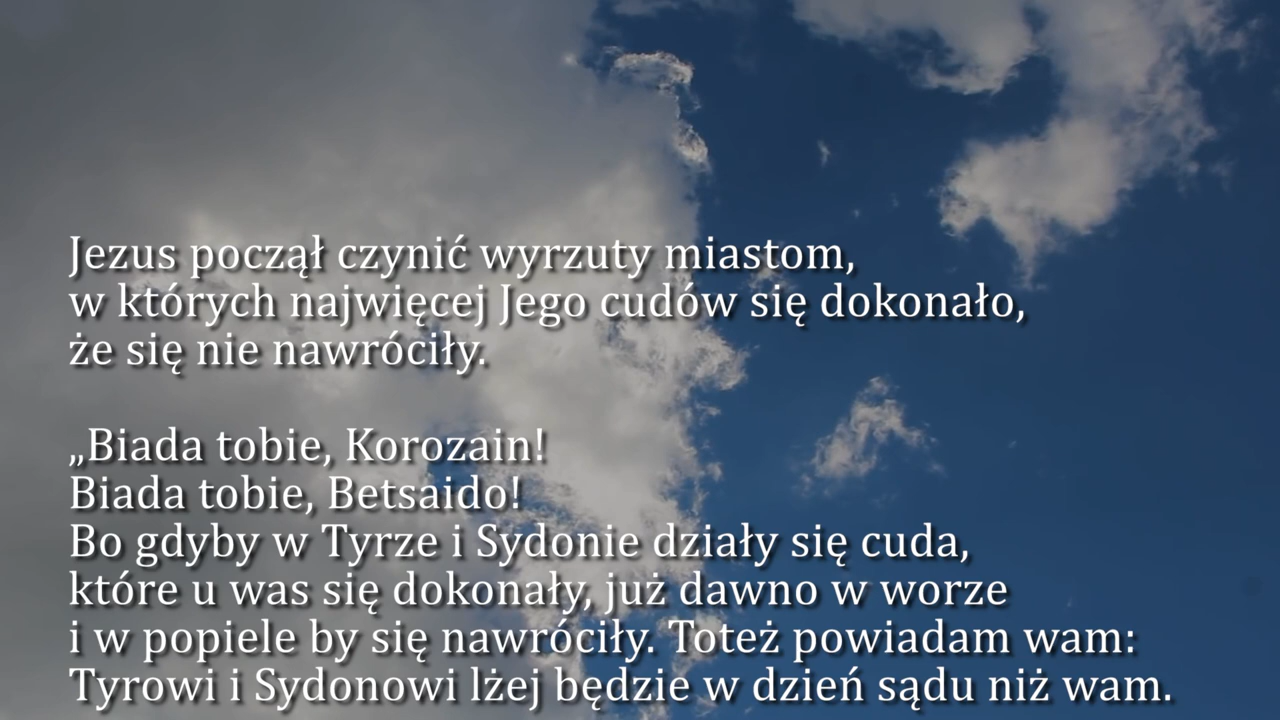 Jezus począł czynić wyrzuty miastom,
w których najwięcej Jego cudów się dokonało,
że się nie nawróciły.
„Biada tobie, Korozain!
Biada tobie, Betsaido!
Bo gdyby w Tyrze i Sydonie działy się cuda,
które u was się dokonały, już dawno w worze
i w popiele by się nawróciły. Toteż powiadam wam:
Tyrowi i Sydonowi lżej będzie w dzień sądu niż wam.